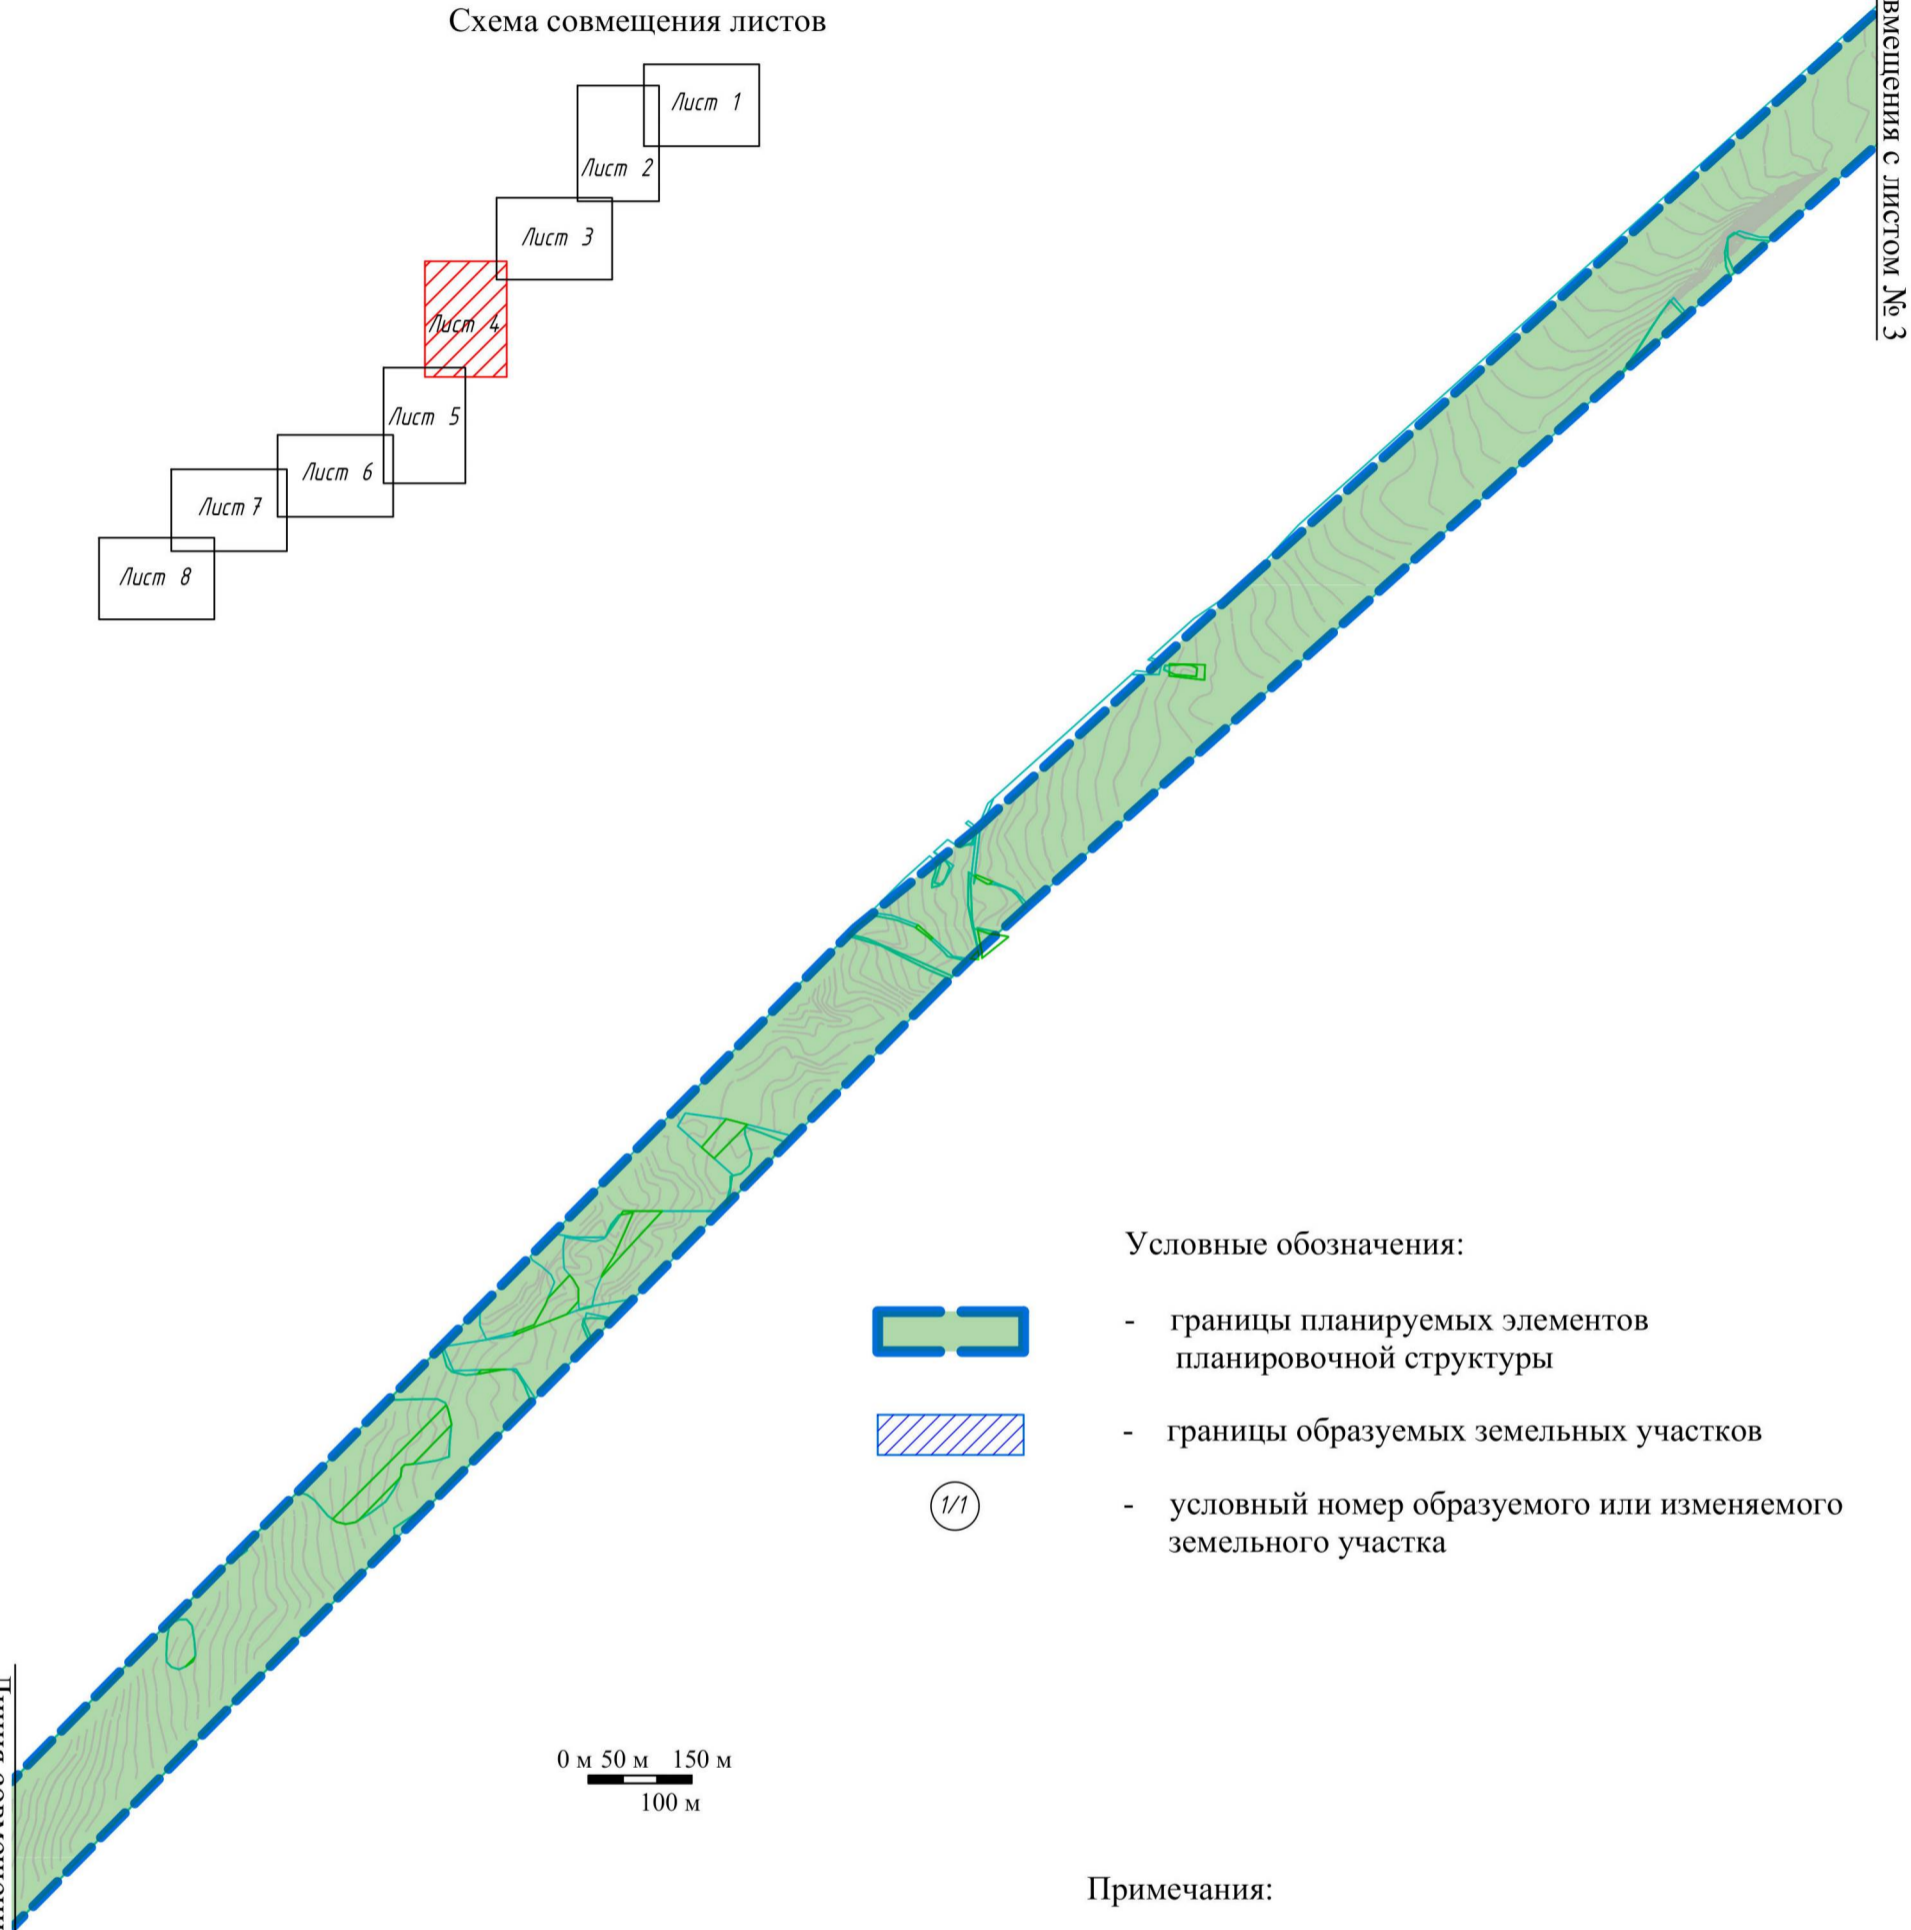 Схема совмещения листов
Лист 1
Лист 2
Лист 3
Лист 4
Лист 5
Лист 6
Лист 7
Лист 8
с листом № 3
Условные обозначения:
- границы планируемых элементов
планировочной структуры
- границы образуемых земельных участков
1/1
- условный номер образуемого или изменяемого
земельного участка
0 м 50 м 150 м
100 м
Примечания: